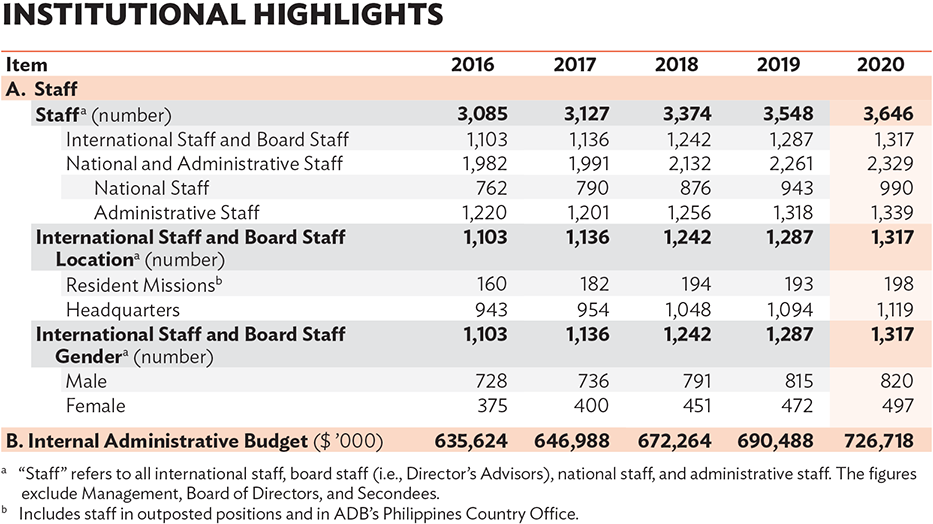 INSTITUTIONAL HIGHLIGHTS
Item 2016 2017 2018 2019 2020
A. Staff
Staffᵃ (number) 3,085 3,127 3,374 3,548 3,646
International Staff and Board Staff 1,103 1,136 1,242 1,287 1,317
National and Administrative Staff 1,982 1,991 2,132 2,261 2,329
National Staff 762 790 876 943 990
Administrative Staff 1,220 1,201 1,256 1,318 1,339
International Staff and Board Staff 1,103 1,136 1,242 1,287 1,317
Locationᵃ (number)
Resident Missionsᵇ 160 182 194 193 198
Headquarters 943 954 1,048 1,094 1,119
International Staff and Board Staff 1,103 1,136 1,242 1,287 1,317
Genderᵃ (number)
Male 728 736 791 815 820
Female 375 400 451 472 497
B. Internal Administrative Budget ($ ’000) 635,624 646,988 672,264 690,488 726,718
ᵃ “Staff” refers to all international staff, board staff (i.e., Director’s Advisors), national staff, and administrative staff. The figures
exclude Management, Board of Directors, and Secondees.
ᵇ Includes staff in outposted positions and in ADB’s Philippines Country Office.